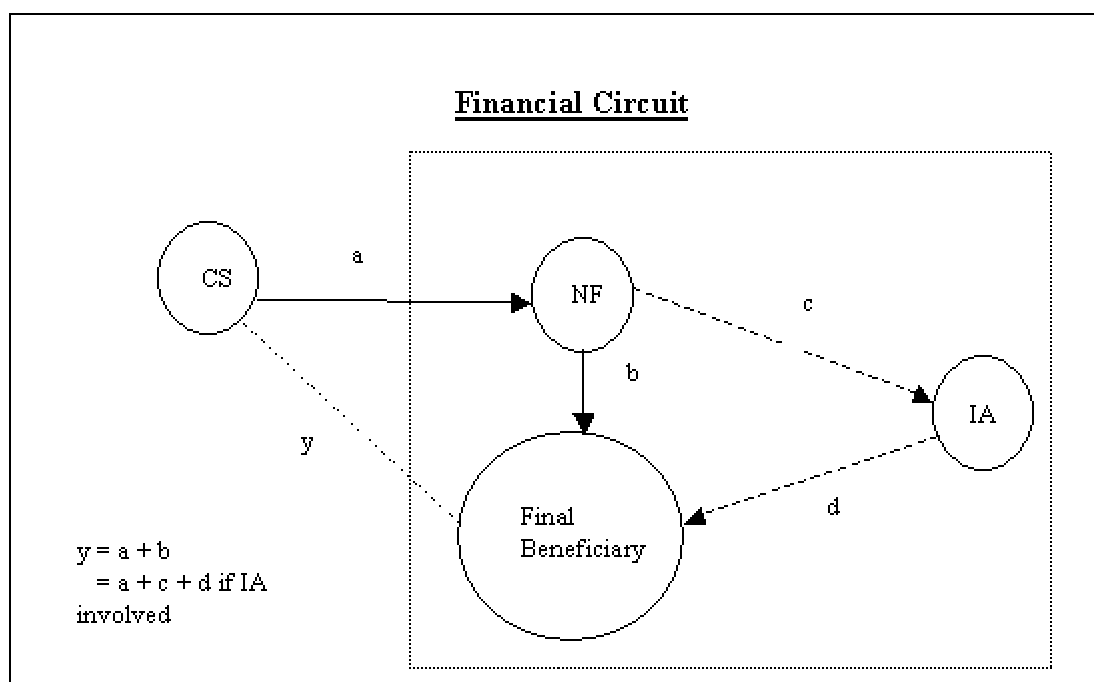 Financial Circuit
a
CS
NF
c
b
IA
y
d
Final
Beneficiary
y = a + b
= a + c + d if IA
involved